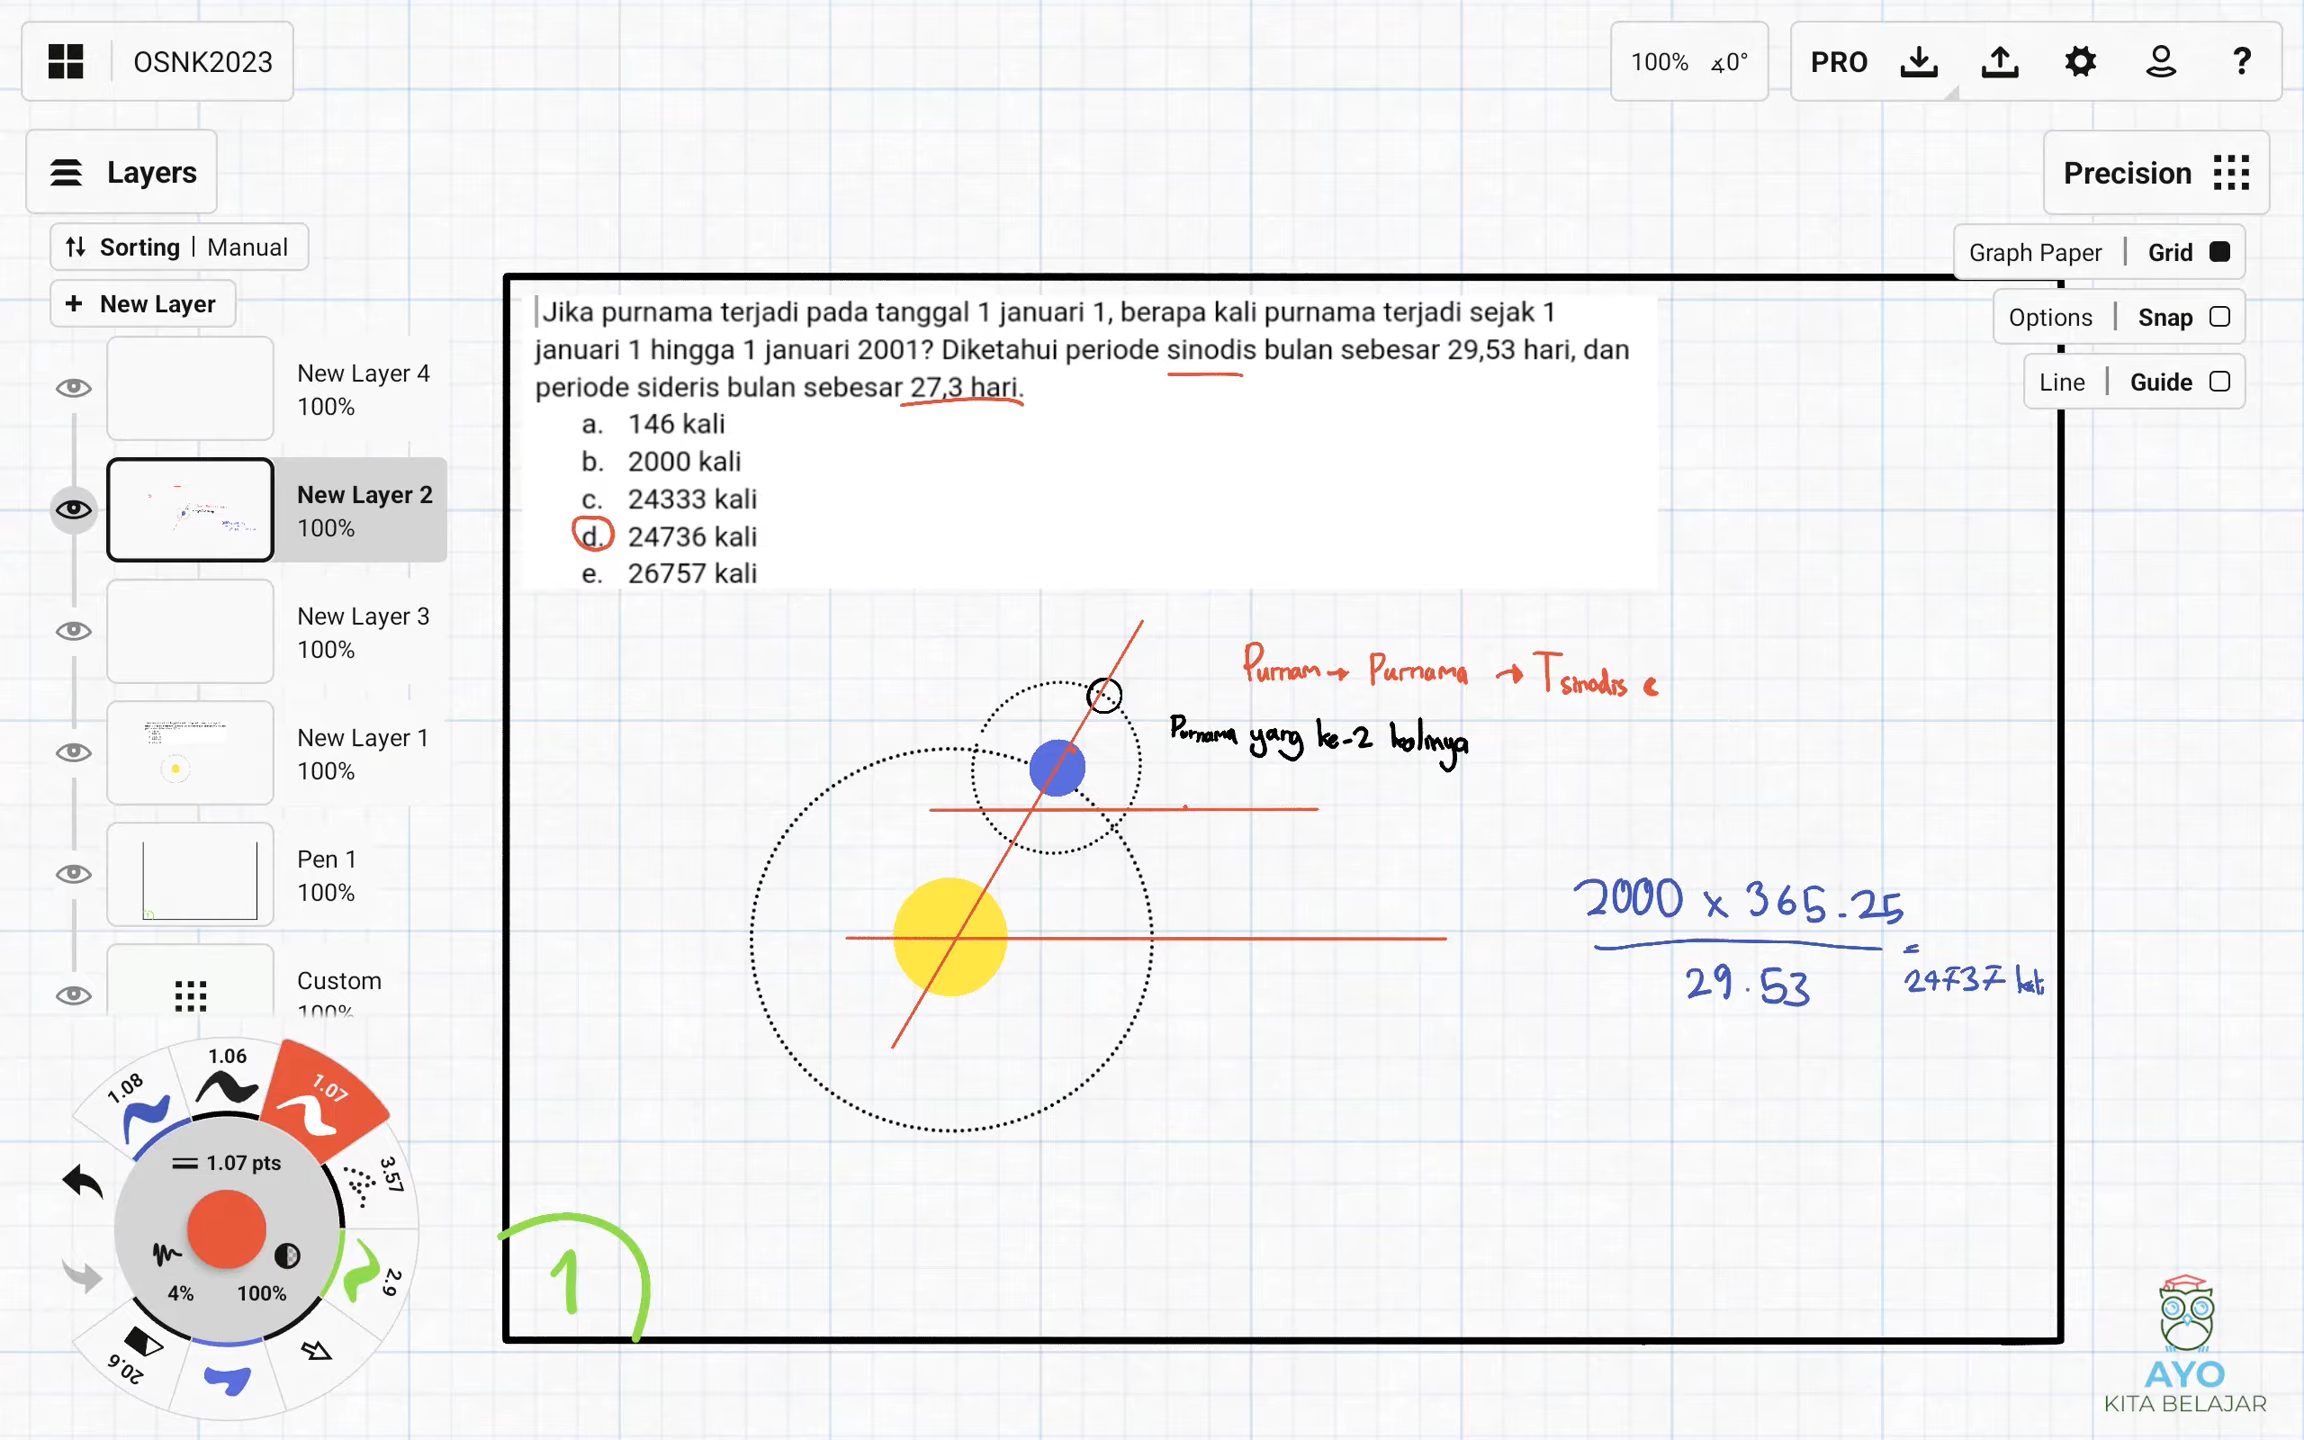 OSNK2023
100% ∡0°
PRO
?
Layers
Precision
Sorting | Manual
+ New Layer
Graph Paper | Grid
Options | Snap
Line | Guide
New Layer 4
100%
New Layer 2
100%
New Layer 3
100%
New Layer 1
100%
Pen 1
100%
Custom
100%
Jika purnama terjadi pada tanggal 1 januari 1, berapa kali purnama terjadi sejak 1
januari 1 hingga 1 januari 2001? Diketahui periode sinodis bulan sebesar 29,53 hari, dan
periode sideris bulan sebesar 27,3 hari.
a. 146 kali
b. 2000 kali
c. 24333 kali
d. 24736 kali
e. 26757 kali
Purnam → Purnama → Tsinodis
Purnama yang ke-2 kalinya
2000 x 365.25
29.53
=
24737
1
1.08
1.06
1.07
3.57
2.9
20.6
1.07 pts
4% 100%
AYO
KITA BELAJAR